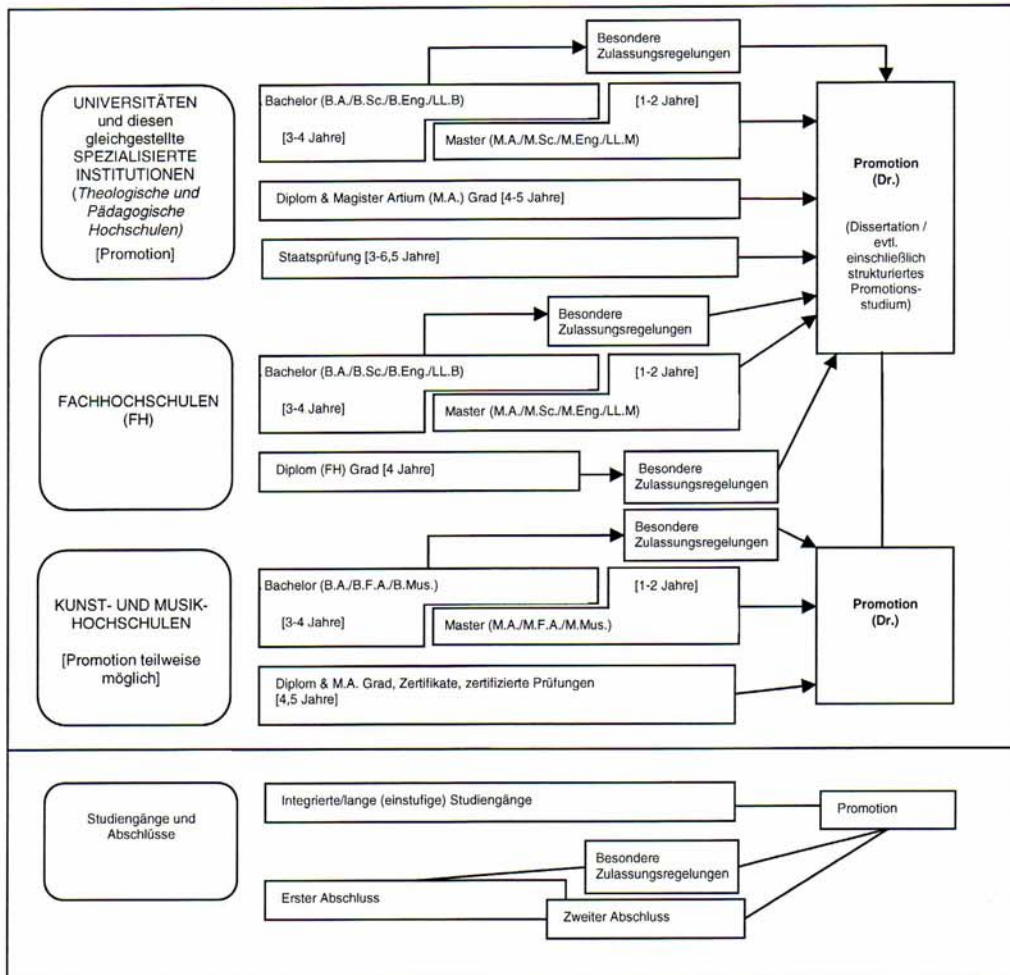 UNIVERSITÄTEN
und diesen
gleichgestellte
SPEZIALISIERTE
INSTITUTIONEN
(Theologische und
Pädagogische
Hochschulen)
[Promotion]
Besondere
Zulassungsregelungen
Bachelor (B.A./B.Sc./B.Eng./LL.B)
[3-4 Jahre]
[1-2 Jahre]
Master (M.A./M.Sc./M.Eng./LL.M)
Diplom & Magister Artium (M.A.) Grad [4-5 Jahre]
Staatsprüfung [3-6,5 Jahre]
Promotion
(Dr.)
(Dissertation /
evtl.
einschließlich
strukturiertes
Promotions-
studium)
FACHHOCHSCHULEN
(FH)
Besondere
Zulassungsregelungen
Bachelor (B.A./B.Sc./B.Eng./LL.B)
[3-4 Jahre]
[1-2 Jahre]
Master (M.A./M.Sc./M.Eng./LL.M)
Diplom (FH) Grad [4 Jahre]
Besondere
Zulassungsregelungen
KUNST- UND MUSIK-
HOCHSCHULEN
[Promotion teilweise
möglich]
Besondere
Zulassungsregelungen
Bachelor (B.A./B.F.A./B.Mus.)
[3-4 Jahre]
[1-2 Jahre]
Master (M.A./M.F.A./M.Mus.)
Diplom & M.A. Grad, Zertifikate, zertifizierte Prüfungen
[4,5 Jahre]
Promotion
(Dr.)
Studiengänge und
Abschlüsse
Integrierte/lange (einstufige) Studiengänge
Promotion
Besondere
Zulassungsregelungen
Erster Abschluss
Zweiter Abschluss